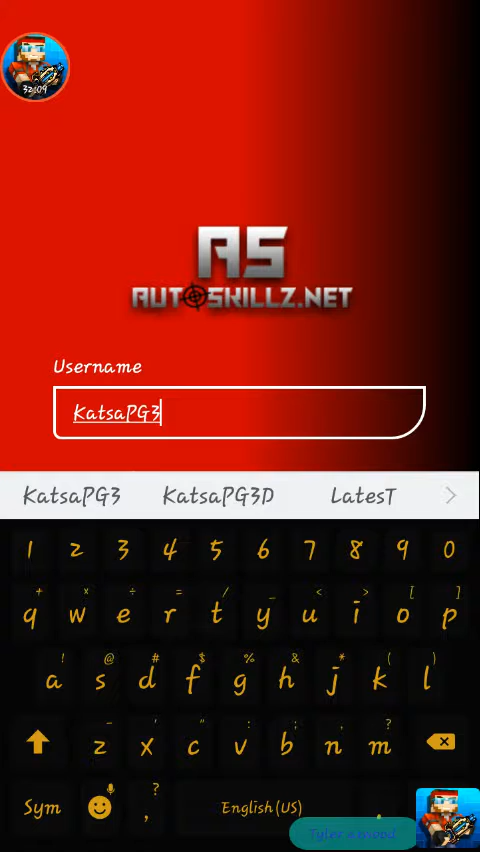 32:09
AS
AUTOSKILLZ.NET
Username
KatsaPG3
KatsaPG3 KatsaPG3D LatesT
1 2 3 4 5 6 7 8 9 0
+ × ÷ = / _ < > [ ]
q w e r t y u i o p
! @ # $ % & * ( )
a s d f g h j k l
- ' " : ; , ?
z x c v b n m
Sym , ? English(US) .